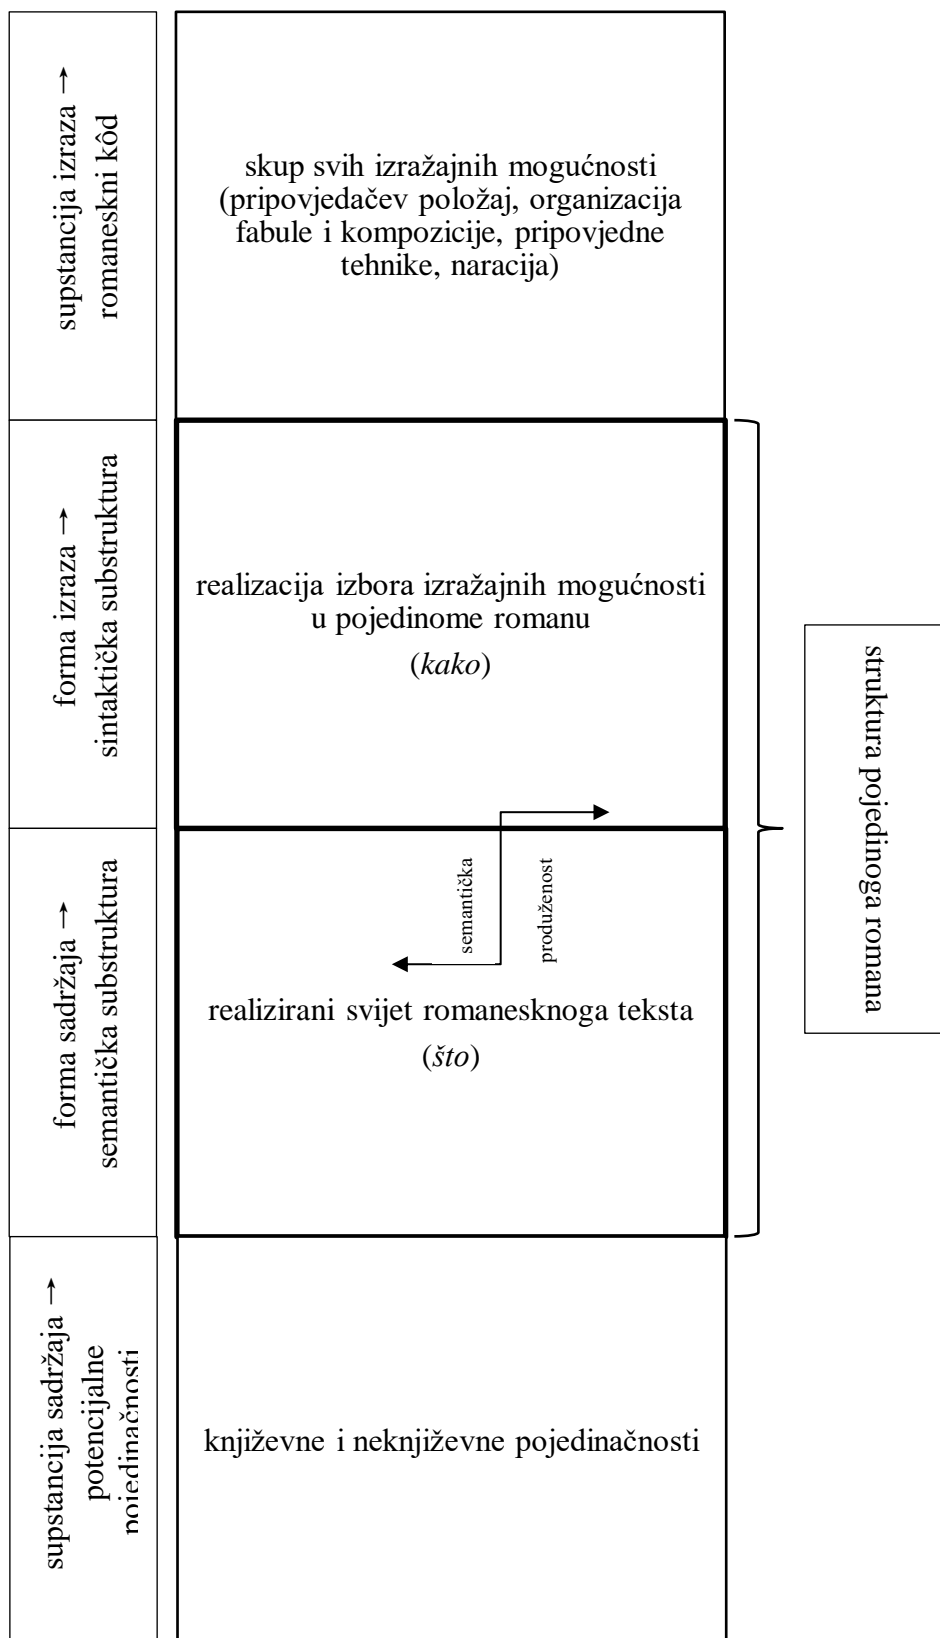 supstancija izraza →
romaneskni kôd
skup svih izražajnih mogućnosti
(pripovjedačev položaj, organizacija
fabule i kompozicije, pripovjedne
tehnike, naracija)
forma izraza →
sintaktička substruktura
realizacija izbora izražajnih mogućnosti
u pojedinome romanu
(kako)
forma sadržaja →
semantička substruktura
semantička
produženost
realizirani svijet romanesknoga teksta
(što)
struktura pojedinoga romana
supstancija sadržaja →
potencijalne
pojedinačnosti
književne i neknjiževne pojedinačnosti